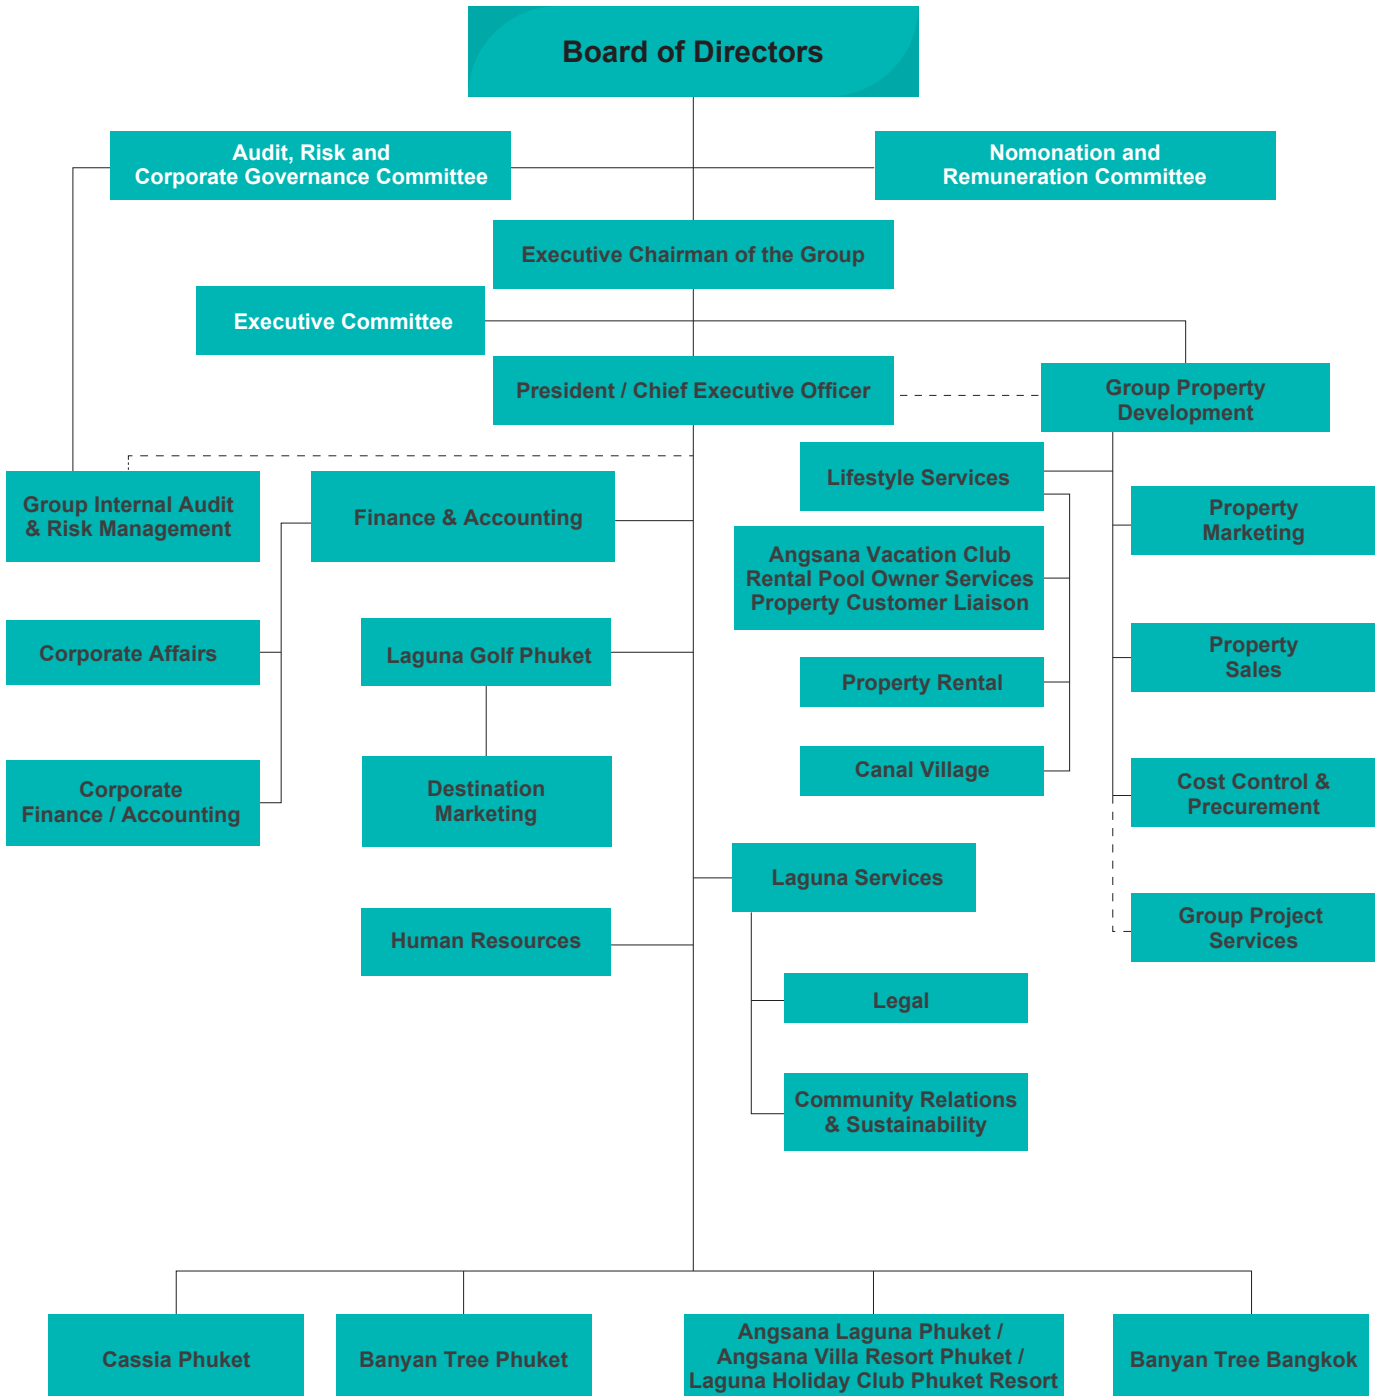 Board of Directors
Audit, Risk and
Corporate Governance Committee
Nomonation and
Remuneration Committee
Executive Chairman of the Group
Executive Committee
President / Chief Executive Officer
Group Property
Development
Lifestyle Services
Group Internal Audit
& Risk Management
Finance & Accounting
Property
Marketing
Angsana Vacation Club
Rental Pool Owner Services
Property Customer Liaison
Corporate Affairs
Laguna Golf Phuket
Property Rental
Property
Sales
Canal Village
Corporate
Finance / Accounting
Destination
Marketing
Cost Control &
Procurement
Laguna Services
Human Resources
Group Project
Services
Legal
Community Relations
& Sustainability
Cassia Phuket
Banyan Tree Phuket
Angsana Laguna Phuket /
Angsana Villa Resort Phuket /
Laguna Holiday Club Phuket Resort
Banyan Tree Bangkok